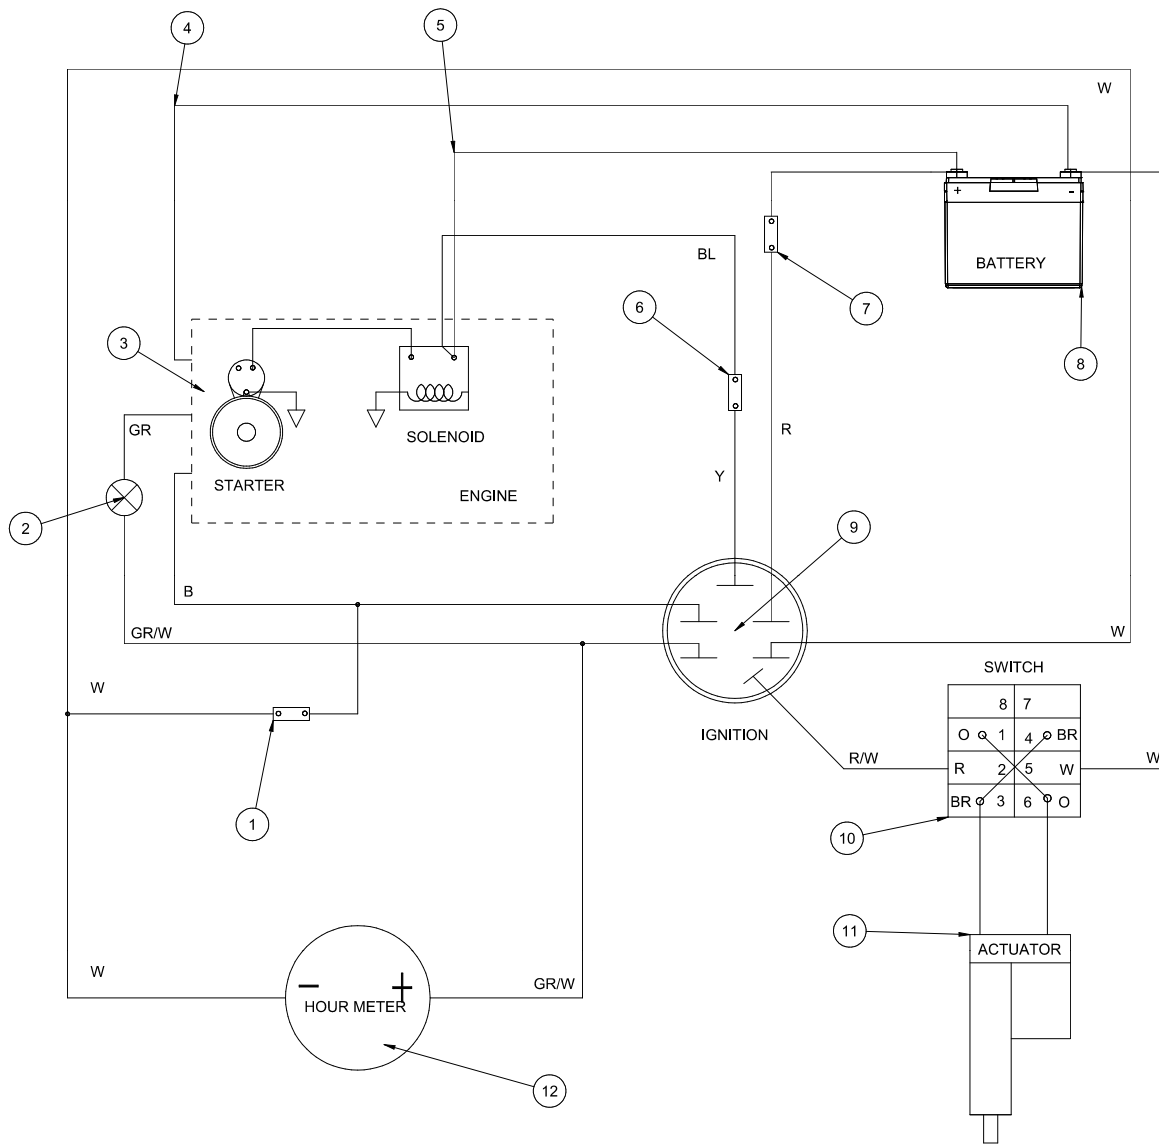 4
5
W
+
-
BL
BATTERY
7
6
3
8
GR
R
SOLENOID
Y
STARTER
ENGINE
2
9
B
GR/W
W
SWITCH
W
8 7
IGNITION
O 1 4 BR
R/W
R 2 5 W
W
BR 3 6 O
1
10
11
ACTUATOR
W
GR/W
- +
HOUR METER
12